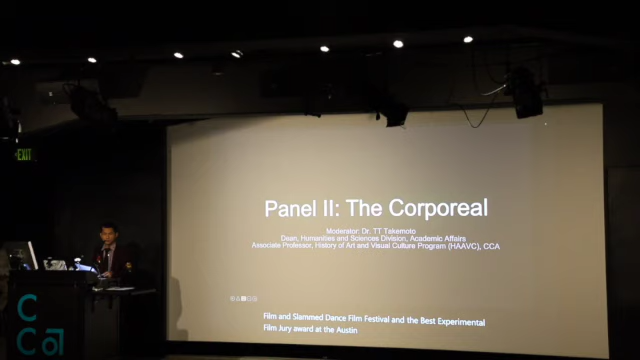 EXIT
Panel II: The Corporeal
Moderator: Dr. TT Takemoto
Dean, Humanities and Sciences Division, Academic Affairs
Associate Professor, History of Art and Visual Culture Program (HAAVC), CCA
Film and Slammed Dance Film Festival and the Best Experimental
Film Jury award at the Austin
C
Ca